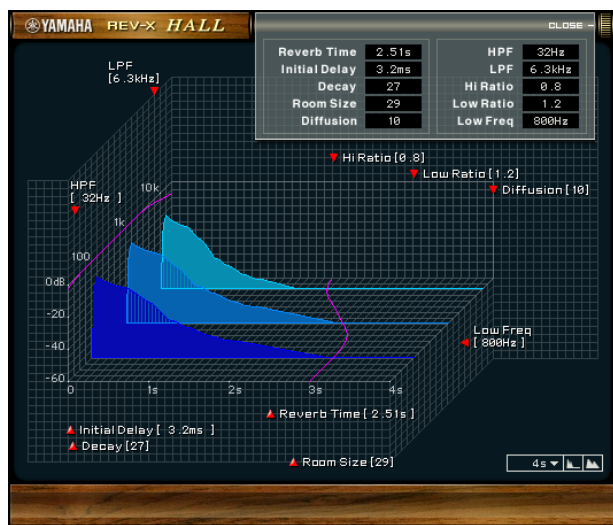 YAMAHA REV-X HALL
CLOSE -
Reverb Time 2.51s HPF 32Hz
Initial Delay 3.2ms LPF 6.3kHz
Decay 27 Hi Ratio 0.8
Room Size 29 Low Ratio 1.2
Diffusion 10 Low Freq 800Hz
LPF
[6.3kHz]
Hi Ratio [0.8]
Low Ratio [1.2]
Diffusion [10]
HPF
[ 32Hz ]
10k
1k
100
0dB
-20
-40
-60
0 1s 2s 3s 4s
Low Freq
[ 800Hz ]
Reverb Time [ 2.51s ]
Initial Delay [ 3.2ms ]
Decay [27]
Room Size [29]
4s